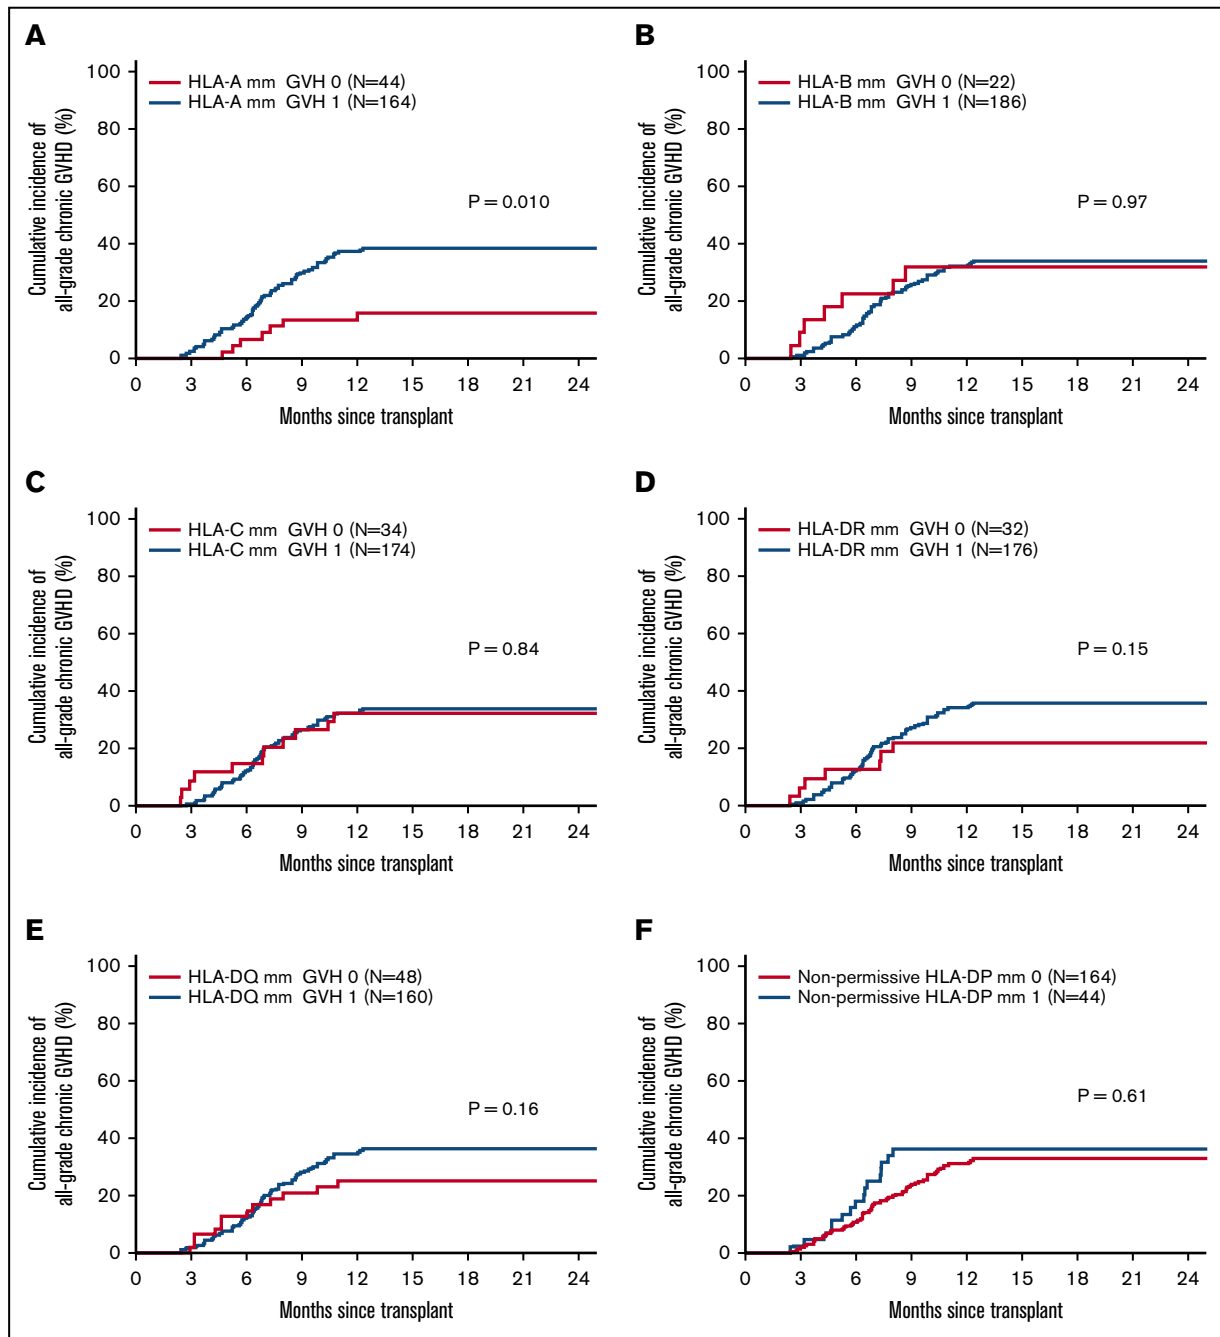 A
HLA-A mm GVH 0 (N=44)
HLA-A mm GVH 1 (N=164)
P = 0.010
Cumulative incidence of
all-grade chronic GVHD (%)
100
80
60
40
20
0
0 3 6 9 12 15 18 21 24
Months since transplant
B
HLA-B mm GVH 0 (N=22)
HLA-B mm GVH 1 (N=186)
P = 0.97
Cumulative incidence of
all-grade chronic GVHD (%)
100
80
60
40
20
0
0 3 6 9 12 15 18 21 24
Months since transplant
C
HLA-C mm GVH 0 (N=34)
HLA-C mm GVH 1 (N=174)
P = 0.84
Cumulative incidence of
all-grade chronic GVHD (%)
100
80
60
40
20
0
0 3 6 9 12 15 18 21 24
Months since transplant
D
HLA-DR mm GVH 0 (N=32)
HLA-DR mm GVH 1 (N=176)
P = 0.15
Cumulative incidence of
all-grade chronic GVHD (%)
100
80
60
40
20
0
0 3 6 9 12 15 18 21 24
Months since transplant
E
HLA-DQ mm GVH 0 (N=48)
HLA-DQ mm GVH 1 (N=160)
P = 0.16
Cumulative incidence of
all-grade chronic GVHD (%)
100
80
60
40
20
0
0 3 6 9 12 15 18 21 24
Months since transplant
F
Non-permissive HLA-DP mm 0 (N=164)
Non-permissive HLA-DP mm 1 (N=44)
P = 0.61
Cumulative incidence of
all-grade chronic GVHD (%)
100
80
60
40
20
0
0 3 6 9 12 15 18 21 24
Months since transplant